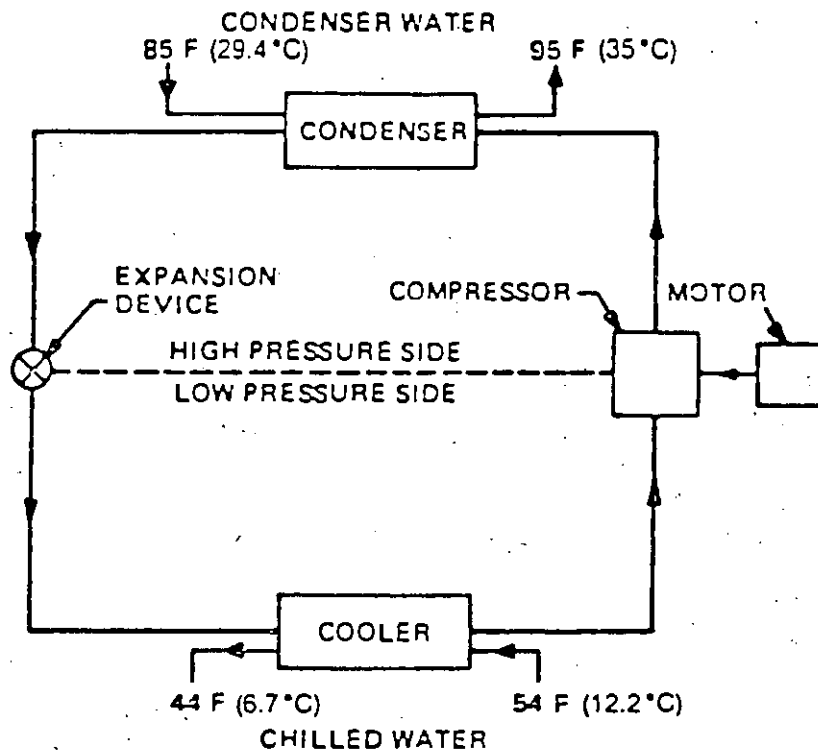 CONDENSER WATER
85 F (29.4°C)
95 F (35°C)
CONDENSER
EXPANSION
DEVICE
COMPRESSOR
MOTOR
HIGH PRESSURE SIDE
LOW PRESSURE SIDE
COOLER
44 F (6.7°C)
54 F (12.2°C)
CHILLED WATER